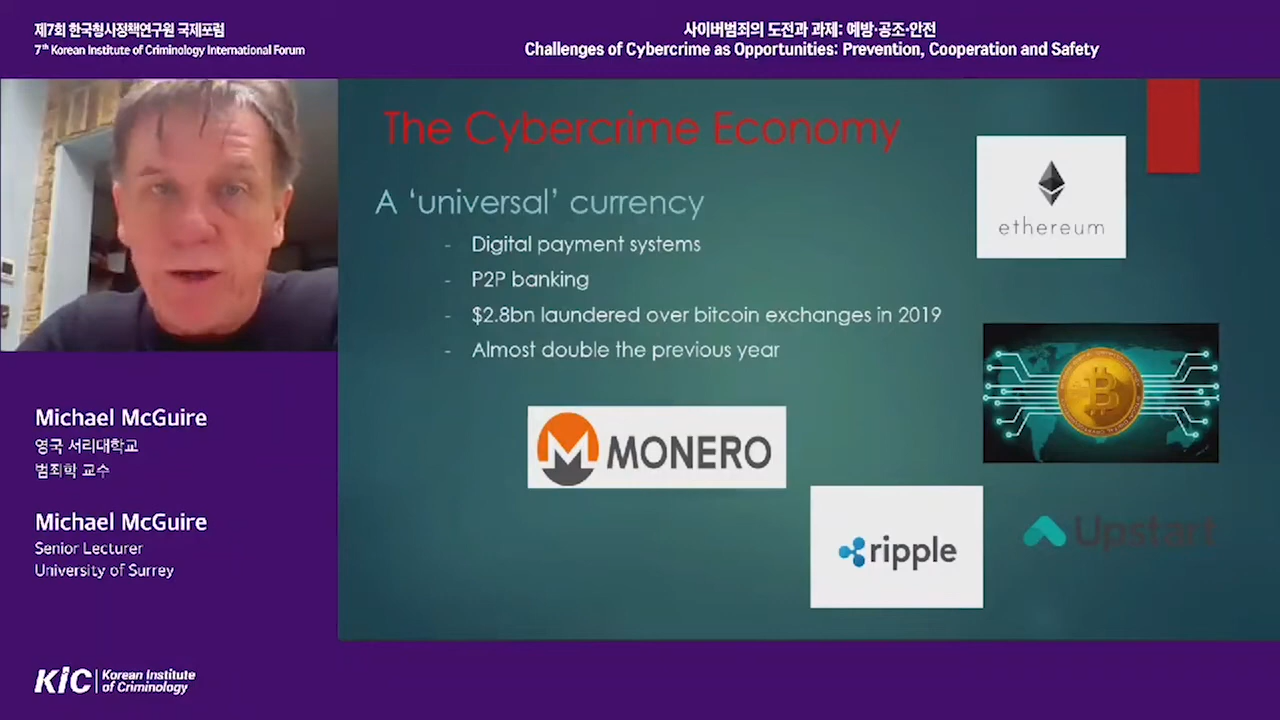 제7회 한국형사정책연구원 국제포럼
7th Korean Institute of Criminology International Forum
사이버범죄의 도전과 과제: 예방·공조·안전
Challenges of Cybercrime as Opportunities: Prevention, Cooperation and Safety
The Cybercrime Economy
A ‘universal’ currency
- Digital payment systems
- P2P banking
- $2.8bn laundered over bitcoin exchanges in 2019
- Almost double the previous year
ethereum
MONERO
ripple
Upstart
Michael McGuire
영국 서리대학교
범죄학 교수
Michael McGuire
Senior Lecturer
University of Surrey
KIC Korean Institute
of Criminology